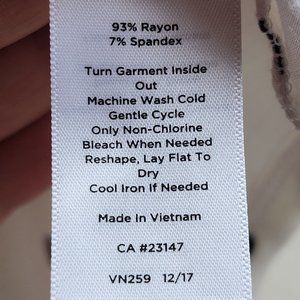 93% Rayon
7% Spandex
Turn Garment Inside
Out
Machine Wash Cold
Gentle Cycle
Only Non-Chlorine
Bleach When Needed
Reshape, Lay Flat To
Dry
Cool Iron If Needed
Made In Vietnam
CA #23147
VN259 12/17